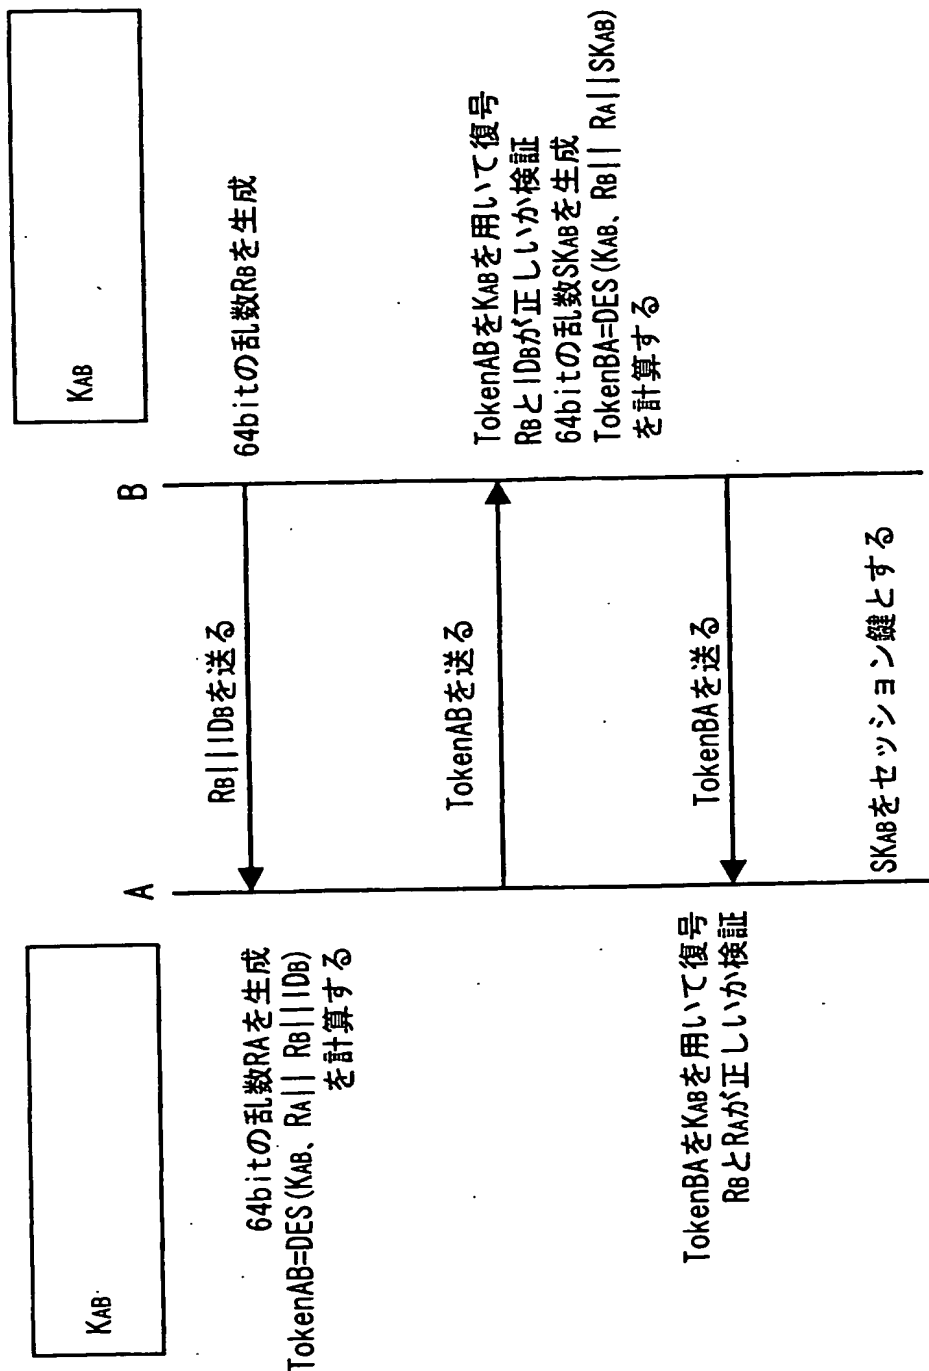 KAB
KAB
A
B
64bitの乱数RBを生成
RB||IDBを送る
64bitの乱数RAを生成
TokenAB=DES(KAB、RA|| RB||IDB)
を計算する
TokenABを送る
TokenABをKABを用いて復号
RBとIDBが正しいか検証
64bitの乱数SKABを生成
TokenBA=DES(KAB、RB|| RA||SKAB)
を計算する
TokenBAを送る
TokenBAをKABを用いて復号
RBとRAが正しいか検証
SKABをセッション鍵とする